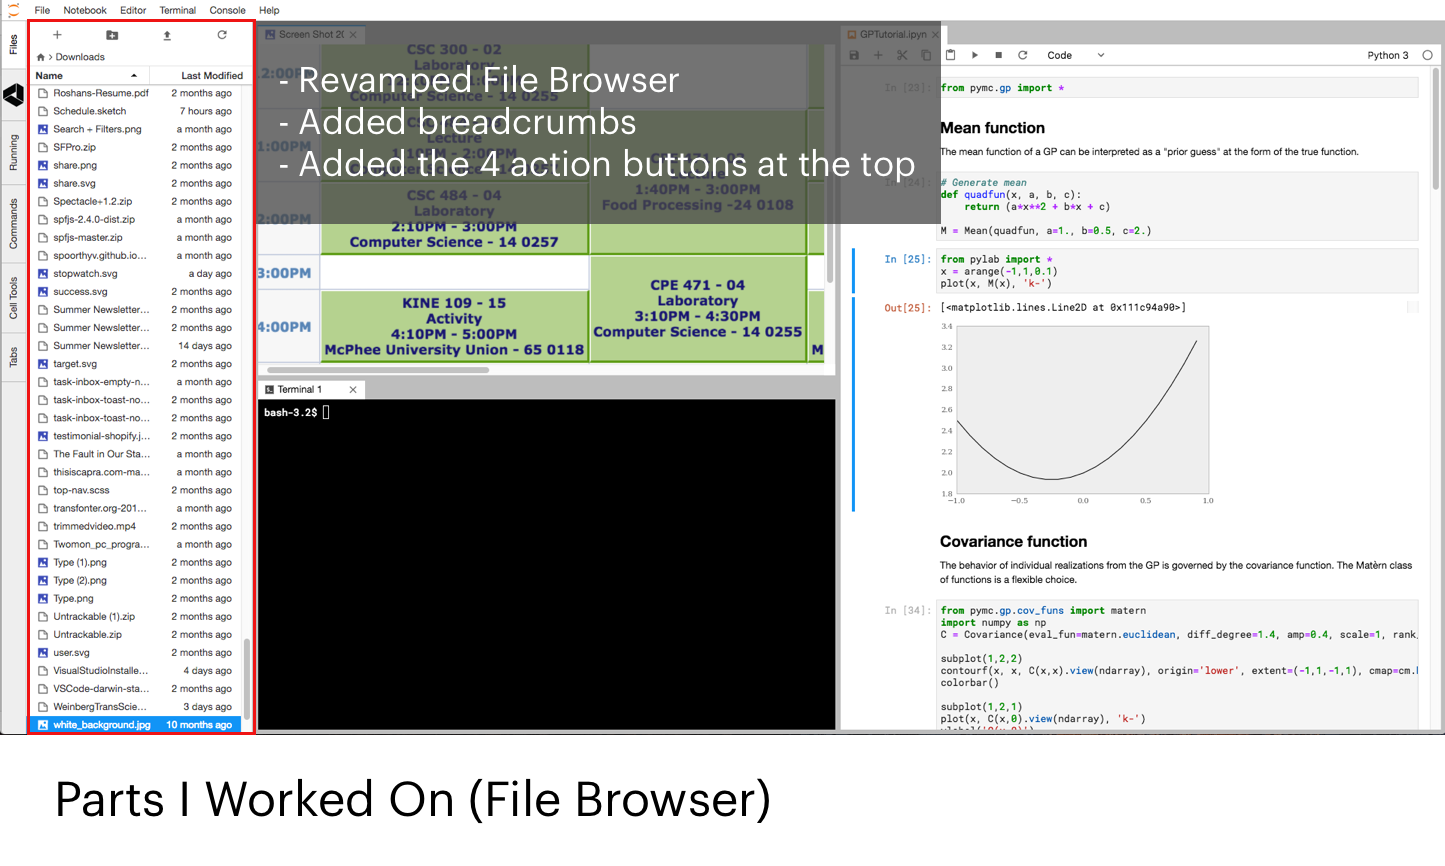 File Notebook Editor Terminal Console Help
Files
Running
Commands
Cell Tools
Tabs
Downloads
Name Last Modified
Roshans-Resume.pdf 2 months ago
Schedule.sketch 7 hours ago
Search + Filters.png a month ago
SFPro.zip 2 months ago
share.png 2 months ago
share.svg 2 months ago
Spectacle+1.2.zip 2 months ago
spfjs-2.4.0-dist.zip a month ago
spfjs-master.zip a month ago
spoorthyv.github.io... a month ago
stopwatch.svg a day ago
success.svg 2 months ago
Summer Newsletter... 2 months ago
Summer Newsletter... 2 months ago
Summer Newsletter... 14 days ago
target.svg 2 months ago
task-inbox-empty-n... a month ago
task-inbox-toast-no... a month ago
task-inbox-toast-no... 2 months ago
testimonial-shopify.j... 2 months ago
The Fault in Our Sta... a month ago
thisiscapra.com-ma... a month ago
top-nav.scss 2 months ago
transfonter.org-201... a month ago
trimmedvideo.mp4 2 months ago
Twomon_pc_progra... a month ago
Type (1).png 2 months ago
Type (2).png 2 months ago
Type.png 2 months ago
Untrackable (1).zip 2 months ago
Untrackable.zip 2 months ago
user.svg 2 months ago
VisualStudioInstalle... 4 days ago
VSCode-darwin-sta... 2 months ago
WeinbergTransScie... 3 days ago
white_background.jpg 10 months ago
Screen Shot 20
- Revamped File Browser
- Added breadcrumbs
- Added the 4 action buttons at the top
CSC 300 - 02
Laboratory
Computer Science - 14 0255
1:00PM
Lecture
1:10PM - 2:00PM
CSC 484 - 04
Laboratory
2:10PM - 3:00PM
Computer Science - 14 0257
1:40PM - 3:00PM
Food Processing -24 0108
2:00PM
3:00PM
4:00PM
KINE 109 - 15
Activity
4:10PM - 5:00PM
McPhee University Union - 65 0118
CPE 471 - 04
Laboratory
3:10PM - 4:30PM
Computer Science - 14 0255
M
Terminal 1
bash-3.2$
GPTutorial.ipyn
Code Python 3
In [23]: from pymc.gp import *
Mean function
The mean function of a GP can be interpreted as a "prior guess" at the form of the true function.
In [24]: # Generate mean
def quadfun(x, a, b, c):
return (a*x**2 + b*x + c)
M = Mean(quadfun, a=1., b=0.5, c=2.)
In [25]: from pylab import *
x = arange(-1,1,0.1)
plot(x, M(x), 'k-')
Out[25]: [<matplotlib.lines.Line2D at 0x111c94a90>]
3.4
3.2
3.0
2.8
2.6
2.4
2.2
2.0
1.8
−1.0 −0.5 0.0 0.5 1.0
Covariance function
The behavior of individual realizations from the GP is governed by the covariance function. The Matèrn class
of functions is a flexible choice.
In [34]: from pymc.gp.cov_funs import matern
import numpy as np
C = Covariance(eval_fun=matern.euclidean, diff_degree=1.4, amp=0.4, scale=1, rank
subplot(1,2,2)
contourf(x, x, C(x,x).view(ndarray), origin='lower', extent=(-1,1,-1,1), cmap=cm.
colorbar()
subplot(1,2,1)
plot(x, C(x,0).view(ndarray), 'k-')
Parts I Worked On (File Browser)